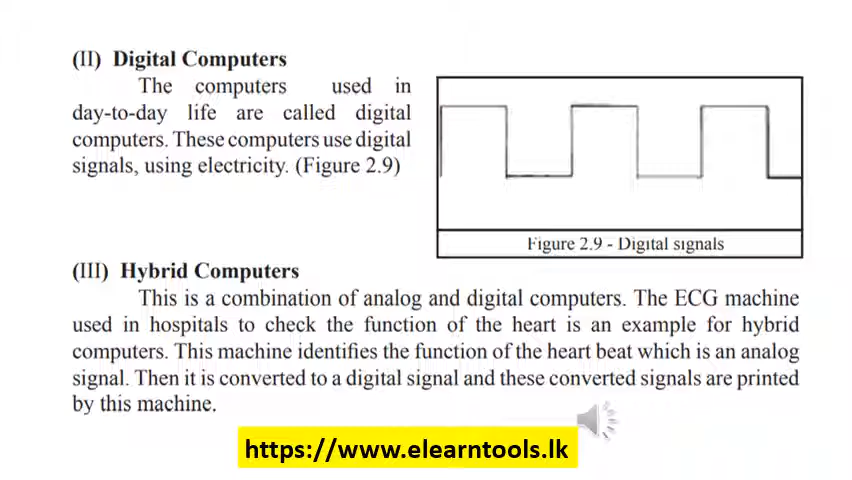 (II) Digital Computers
The computers used in
day-to-day life are called digital
computers. These computers use digital
signals, using electricity. (Figure 2.9)
Figure 2.9 - Digital signals
(III) Hybrid Computers
This is a combination of analog and digital computers. The ECG machine
used in hospitals to check the function of the heart is an example for hybrid
computers. This machine identifies the function of the heart beat which is an analog
signal. Then it is converted to a digital signal and these converted signals are printed
by this machine.
https://www.elearntools.lk